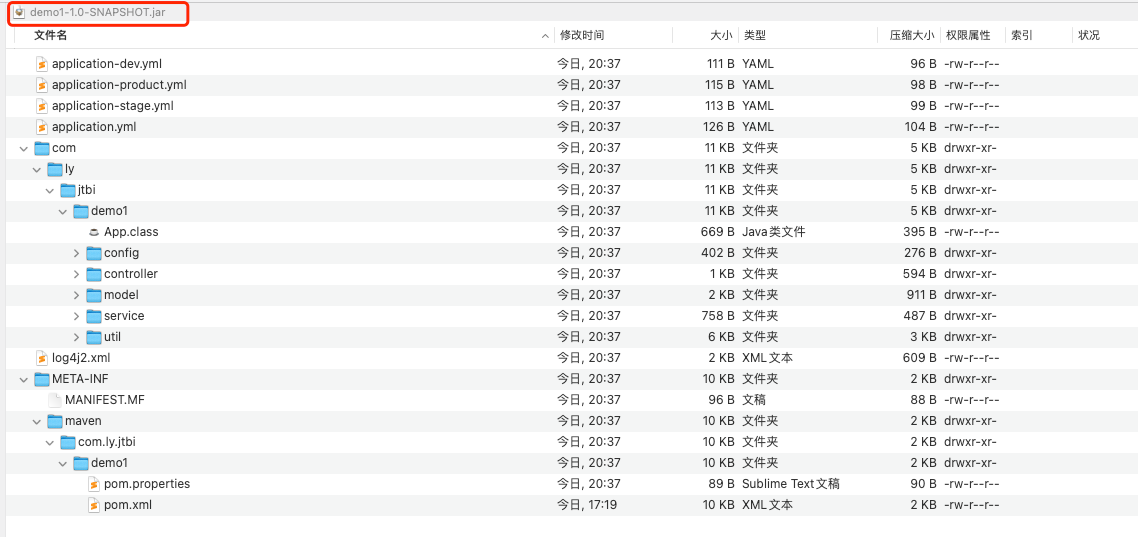 demo1-1.0-SNAPSHOT.jar
文件名 修改时间 大小 类型 压缩大小 权限属性 索引 状况
application-dev.yml 今日, 20:37 111 B YAML 96 B -rw-r--r--
application-product.yml 今日, 20:37 115 B YAML 98 B -rw-r--r--
application-stage.yml 今日, 20:37 113 B YAML 99 B -rw-r--r--
application.yml 今日, 20:37 126 B YAML 104 B -rw-r--r--
com 今日, 20:37 11 KB 文件夹 5 KB drwxr-xr-
ly 今日, 20:37 11 KB 文件夹 5 KB drwxr-xr-
jtbi 今日, 20:37 11 KB 文件夹 5 KB drwxr-xr-
demo1 今日, 20:37 11 KB 文件夹 5 KB drwxr-xr-
App.class 今日, 20:37 669 B Java类文件 395 B -rw-r--r--
config 今日, 20:37 402 B 文件夹 276 B drwxr-xr-
controller 今日, 20:37 1 KB 文件夹 594 B drwxr-xr-
model 今日, 20:37 2 KB 文件夹 911 B drwxr-xr-
service 今日, 20:37 758 B 文件夹 487 B drwxr-xr-
util 今日, 20:37 6 KB 文件夹 3 KB drwxr-xr-
log4j2.xml 今日, 20:37 2 KB XML文本 609 B -rw-r--r--
META-INF 今日, 20:37 10 KB 文件夹 2 KB drwxr-xr-
MANIFEST.MF 今日, 20:37 96 B 文稿 88 B -rw-r--r--
maven 今日, 20:37 10 KB 文件夹 2 KB drwxr-xr-
com.ly.jtbi 今日, 20:37 10 KB 文件夹 2 KB drwxr-xr-
demo1 今日, 20:37 10 KB 文件夹 2 KB drwxr-xr-
pom.properties 今日, 20:37 89 B Sublime Text文稿 90 B -rw-r--r--
pom.xml 今日, 17:19 10 KB XML文本 2 KB -rw-r--r--